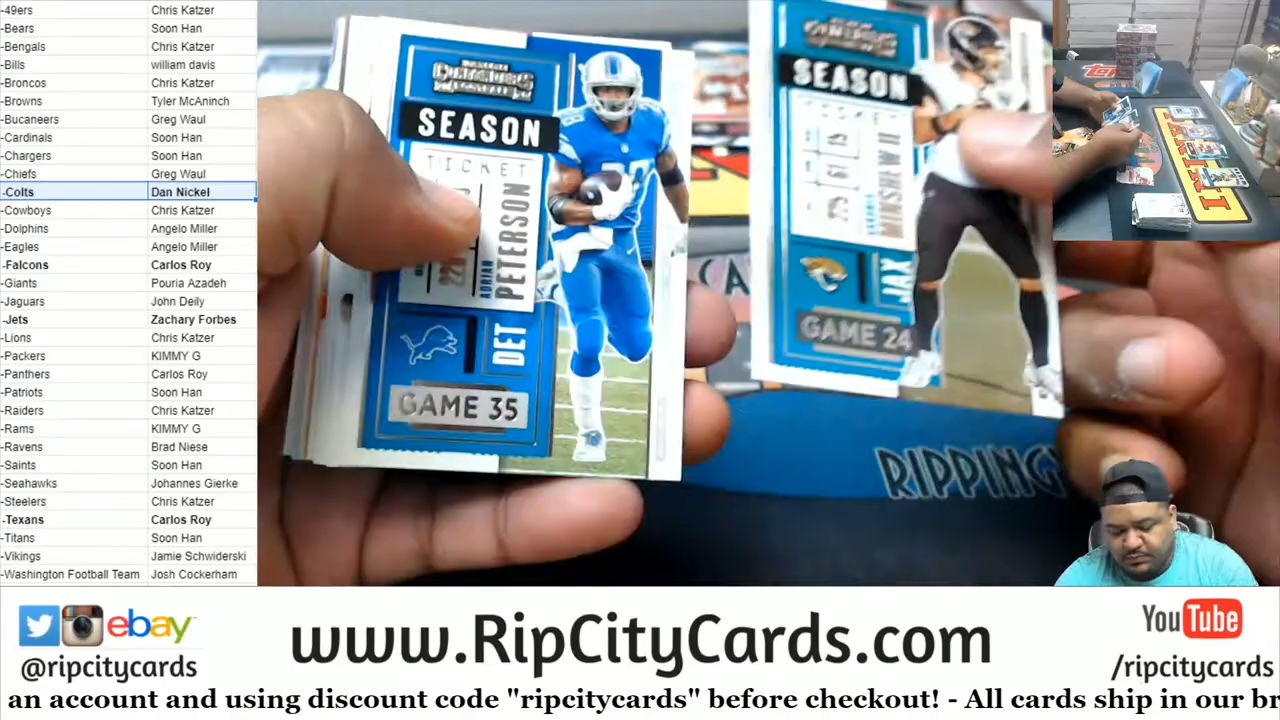 -49ers Chris Katzer
-Bears Soon Han
-Bengals Chris Katzer
-Bills william davis
-Broncos Chris Katzer
-Browns Tyler McAninch
-Bucaneers Greg Waul
-Cardinals Soon Han
-Chargers Soon Han
-Chiefs Greg Waul
-Colts Dan Nickel
-Cowboys Chris Katzer
-Dolphins Angelo Miller
-Eagles Angelo Miller
-Falcons Carlos Roy
-Giants Pouria Azadeh
-Jaguars John Deily
-Jets Zachary Forbes
-Lions Chris Katzer
-Packers KIMMY G
-Panthers Carlos Roy
-Patriots Soon Han
-Raiders Chris Katzer
-Rams KIMMY G
-Ravens Brad Niese
-Saints Soon Han
-Seahawks Johannes Gierke
-Steelers Chris Katzer
-Texans Carlos Roy
-Titans Soon Han
-Vikings Jamie Schwiderski
-Washington Football Team Josh Cockerham
CONTENDERS
SEASON
TICKET
ADRIAN
PETERSON
DET
GAME 35
SEASON
MINSHEW II
JAX
GAME 24
RIPPING
ebay
@ripcitycards
www.RipCityCards.com
YouTube
/ripcitycards
an account and using discount code "ripcitycards" before checkout! - All cards ship in our br